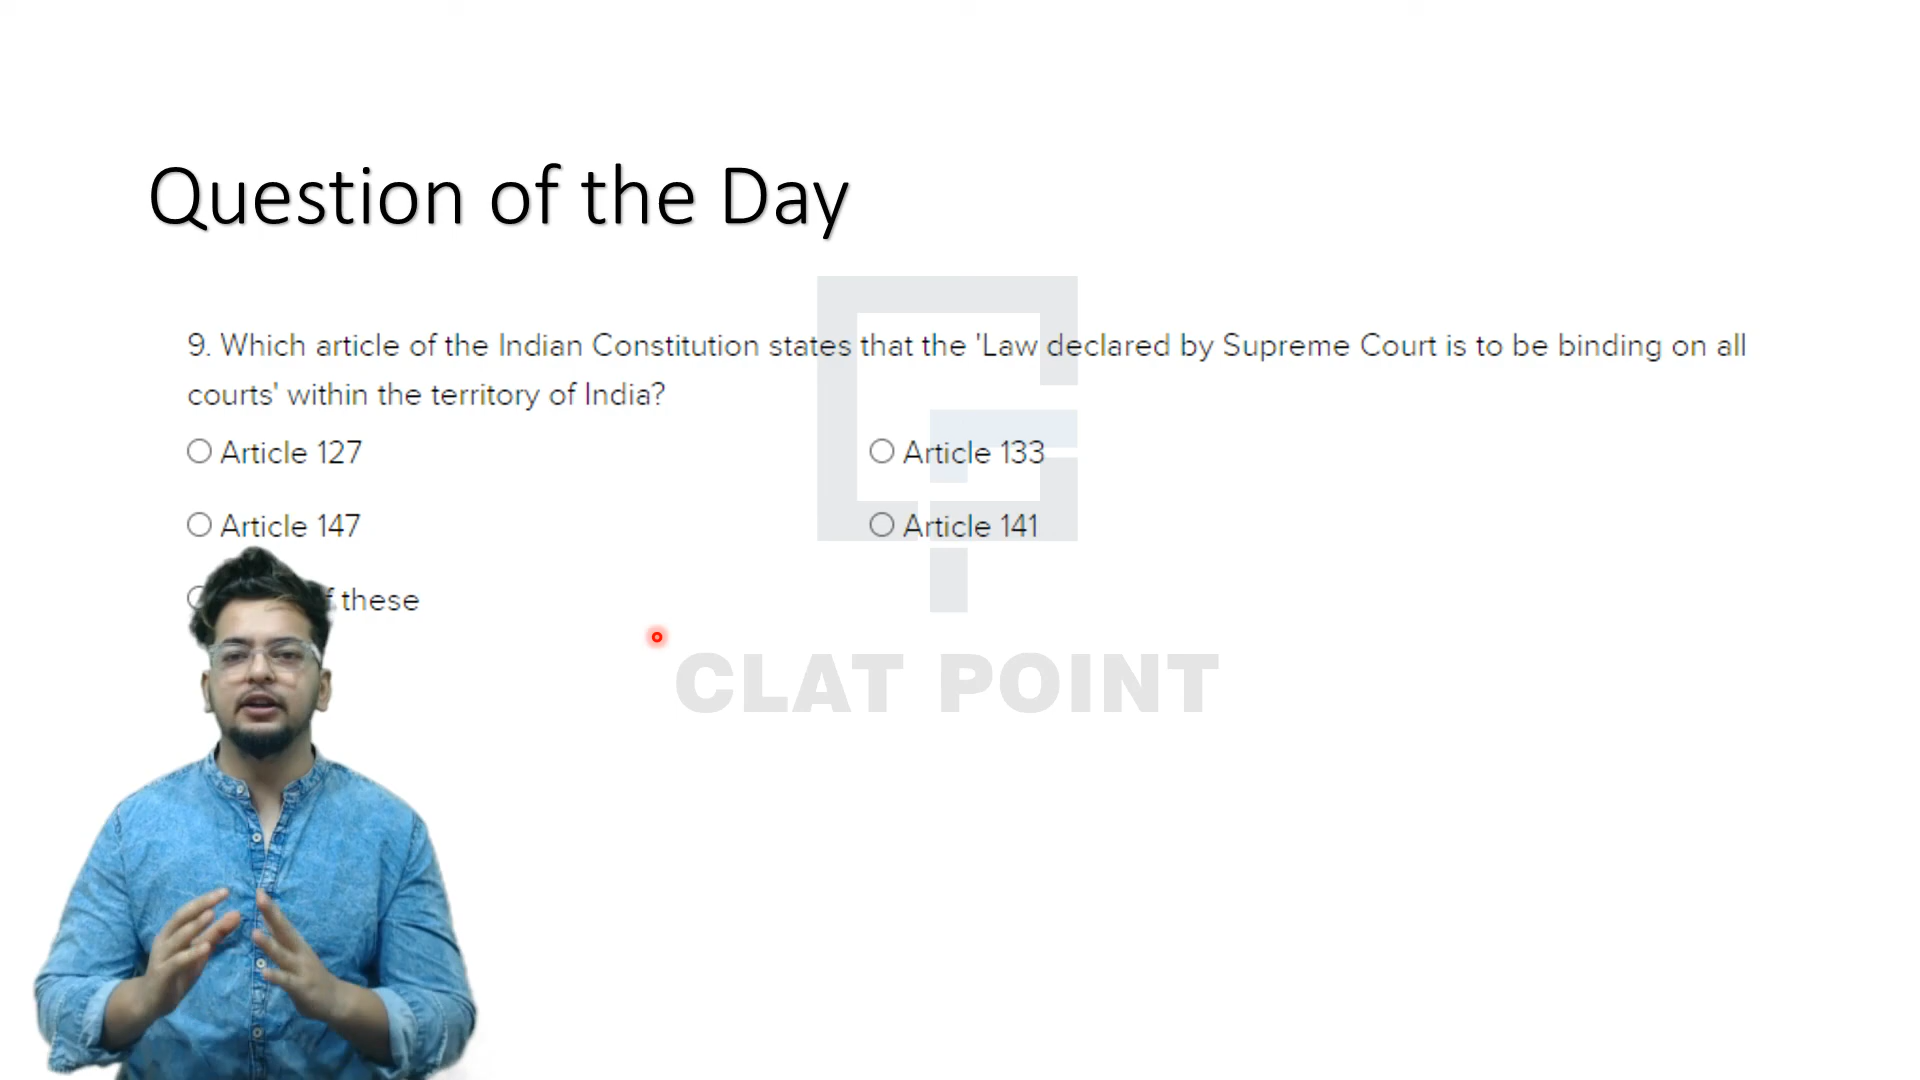 Question of the Day
9. Which article of the Indian Constitution states that the 'Law declared by Supreme Court is to be binding on all
courts' within the territory of India?
Article 127
Article 133
Article 147
Article 141
these
CLAT POINT